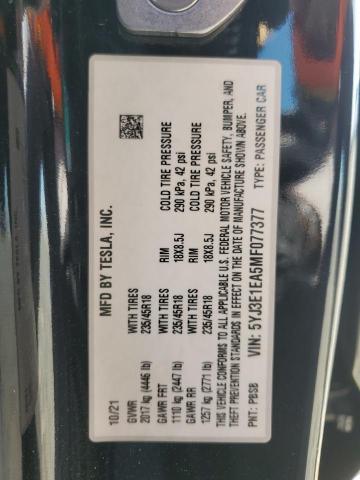 MFD BY TESLA, INC.
10/21
GVWR
2017 kg (4446 lb)
GAWR FRT WITH TIRES RIM COLD TIRE PRESSURE
1110 kg (2447 lb) 235/45R18 18X8.5J 290 kPa, 42 psi
GAWR RR WITH TIRES RIM COLD TIRE PRESSURE
1257 kg (2771 lb) 235/45R18 18X8.5J 290 kPa, 42 psi
THIS VEHICLE CONFORMS TO ALL APPLICABLE U.S. FEDERAL MOTOR VEHICLE SAFETY, BUMPER, AND
THEFT PREVENTION STANDARDS IN EFFECT ON THE DATE OF MANUFACTURE SHOWN ABOVE.
VIN: 5YJ3E1EA5MF077377
PNT: PBSB TYPE: PASSENGER CAR